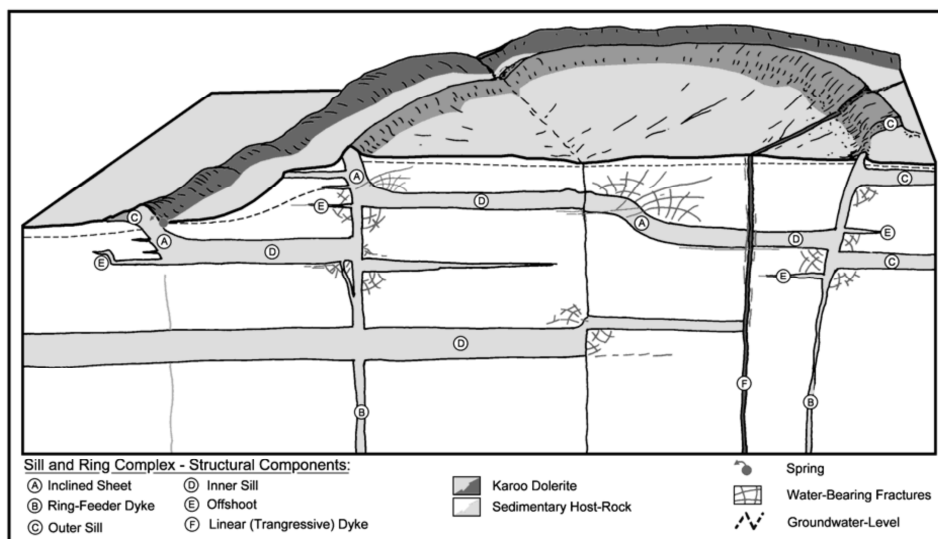 C
A
E
D
A
E
D
A
D
C
C
E
D
E
C
D
B
F
B
Sill and Ring Complex - Structural Components:
A Inclined Sheet
B Ring-Feeder Dyke
C Outer Sill
D Inner Sill
E Offshoot
F Linear (Trangressive) Dyke
Karoo Dolerite
Sedimentary Host-Rock
Spring
Water-Bearing Fractures
Groundwater-Level